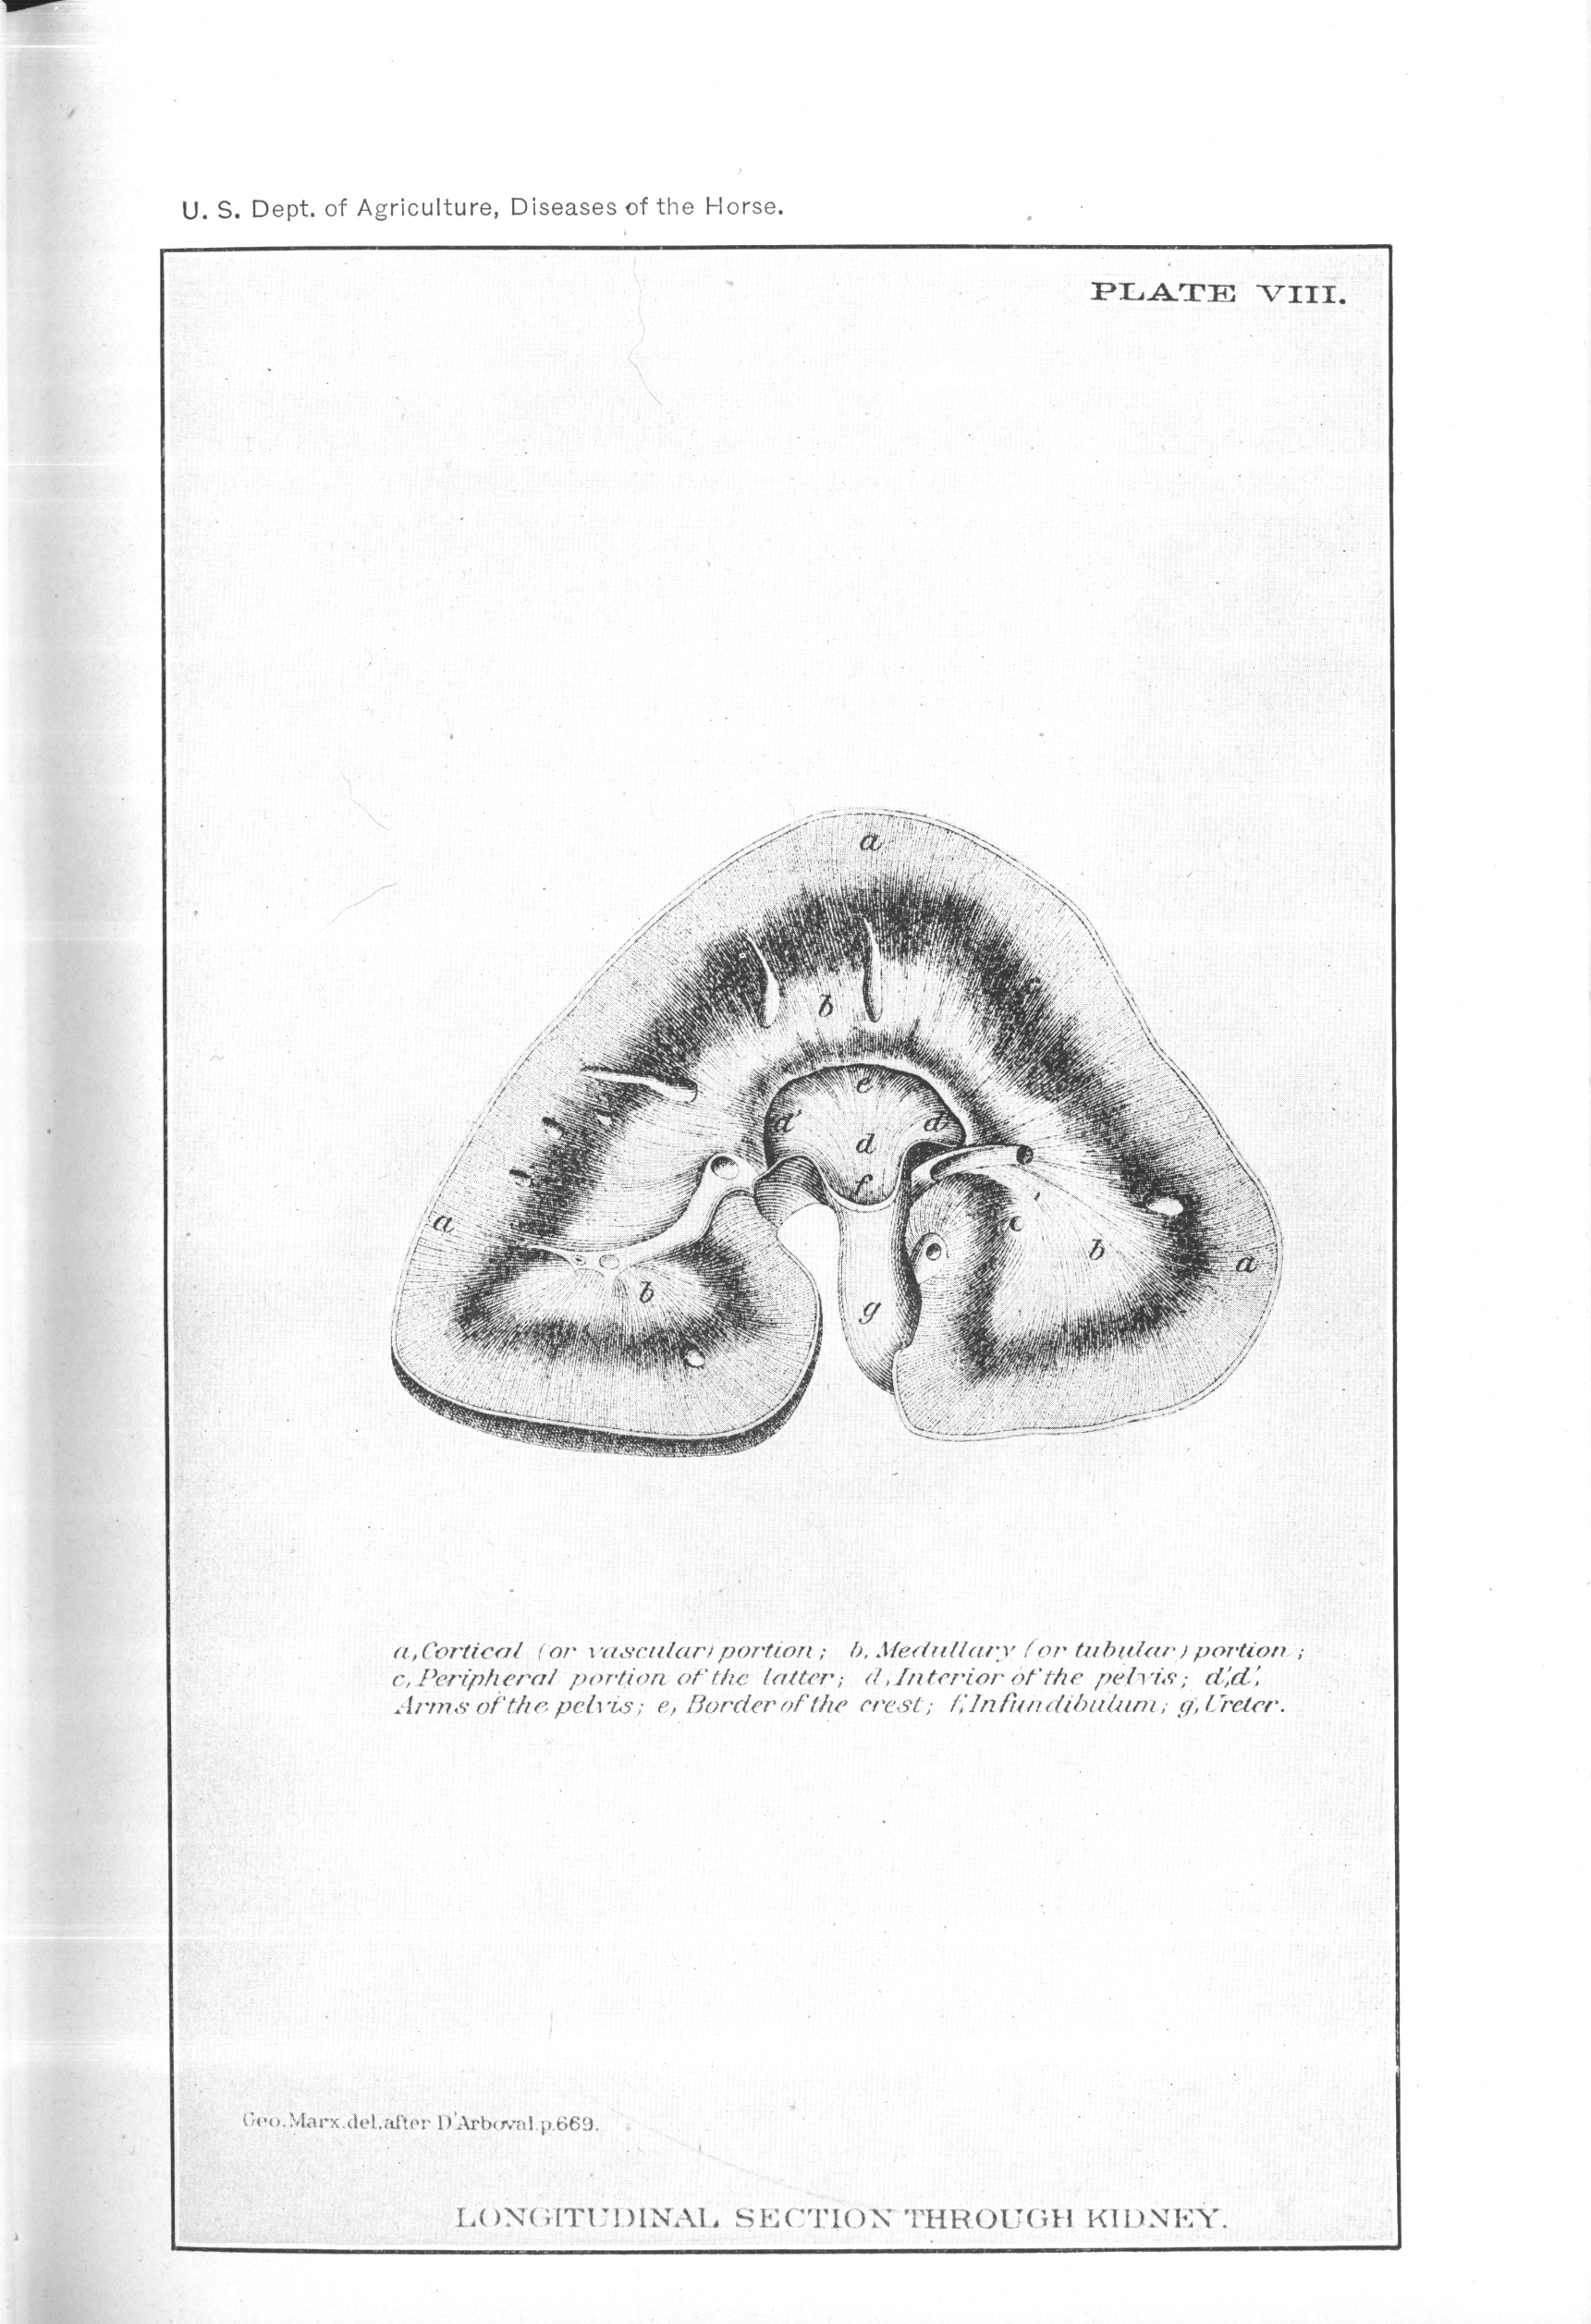 U. S. Dept. of Agriculture, Diseases of the Horse.
PLATE VIII.
a
c
b
e
d' d'
d
f
a
c
b
a
b
g
a, Cortical (or vascular) portion; b, Medullary (or tubular) portion;
c, Peripheral portion of the latter; d, Interior of the pelvis; d', d',
Arms of the pelvis; e, Border of the crest; f, Infundibulum; g, Ureter.
Geo. Marx. del, after D'Arboval. p. 669.
LONGITUDINAL SECTION THROUGH KIDNEY.